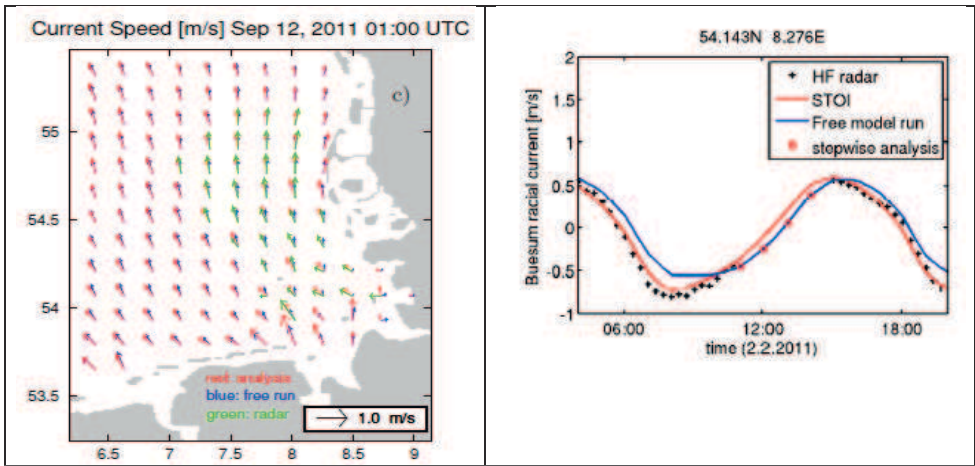 Current Speed [m/s] Sep 12, 2011 01:00 UTC
c)
55
54.5
54
53.5
red: analysis
blue: free run
green: radar
1.0 m/s
6.5 7 7.5 8 8.5 9
54.143N 8.276E
Buesum racial current [m/s]
2
1.5
1
0.5
0
-0.5
-1
HF radar
STOI
Free model run
stepwise analysis
06:00 12:00 18:00
time (2.2.2011)